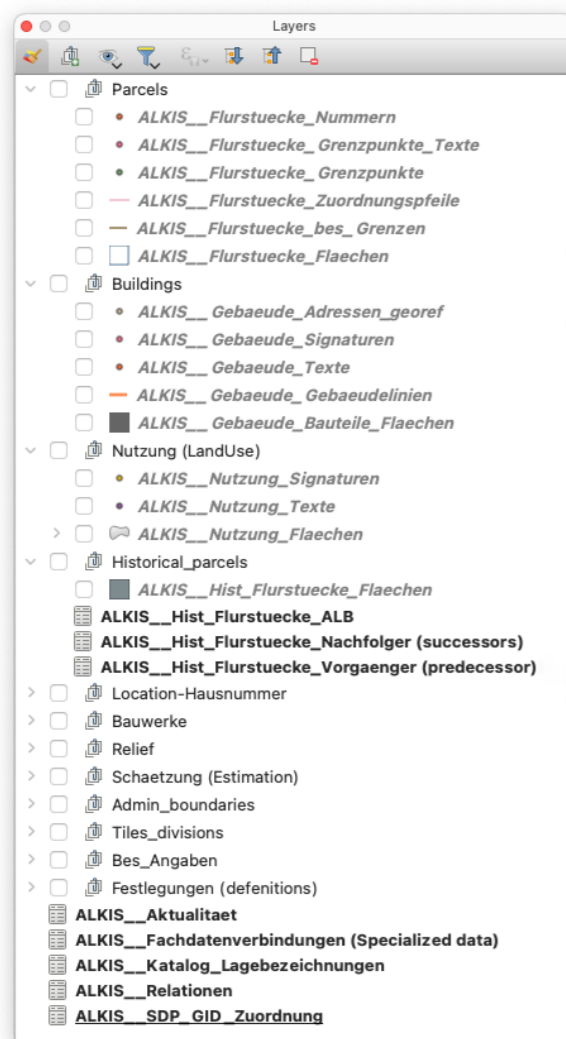 Layers
Parcels
ALKIS__Flurstuecke_Nummern
ALKIS__Flurstuecke_Grenzpunkte_Texte
ALKIS__Flurstuecke_Grenzpunkte
ALKIS__Flurstuecke_Zuordnungspfeile
ALKIS__Flurstuecke_bes_Grenzen
ALKIS__Flurstuecke_Flaechen
Buildings
ALKIS__Gebaeude_Adressen_georef
ALKIS__Gebaeude_Signaturen
ALKIS__Gebaeude_Texte
ALKIS__Gebaeude_Gebaeudelinien
ALKIS__Gebaeude_Bauteile_Flaechen
Nutzung (LandUse)
ALKIS__Nutzung_Signaturen
ALKIS__Nutzung_Texte
ALKIS__Nutzung_Flaechen
Historical_parcels
ALKIS__Hist_Flurstuecke_Flaechen
ALKIS__Hist_Flurstuecke_ALB
ALKIS__Hist_Flurstuecke_Nachfolger (successors)
ALKIS__Hist_Flurstuecke_Vorgaenger (predecessor)
Location-Hausnummer
Bauwerke
Relief
Schaetzung (Estimation)
Admin_boundaries
Tiles_divisions
Bes_Angaben
Festlegungen (defenitions)
ALKIS__Aktualitaet
ALKIS__Fachdatenverbindungen (Specialized data)
ALKIS__Katalog_Lagebezeichnungen
ALKIS__Relationen
ALKIS__SDP_GID_Zuordnung